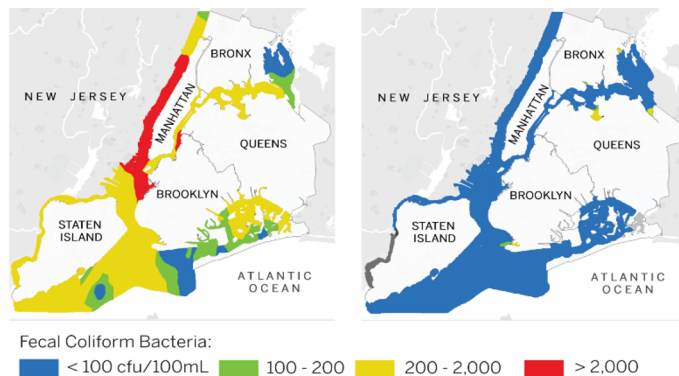 BRONX
NEW JERSEY
MANHATTAN
QUEENS
BROOKLYN
STATEN
ISLAND
ATLANTIC
OCEAN
BRONX
NEW JERSEY
MANHATTAN
QUEENS
BROOKLYN
STATEN
ISLAND
ATLANTIC
OCEAN
Fecal Coliform Bacteria:
< 100 cfu/100mL 100 - 200 200 - 2,000 > 2,000